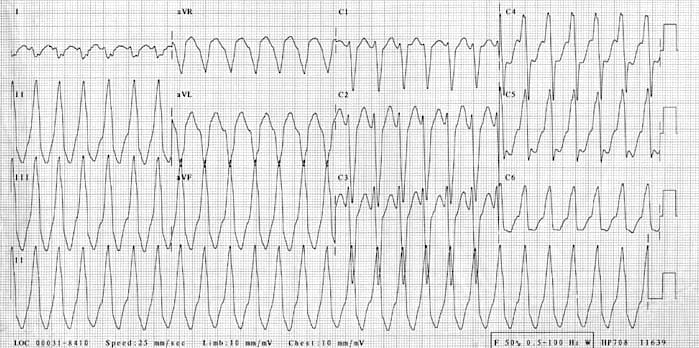 I aVR C1 C4
II aVL C2 C5
III aVF C3 C6
II
LOC 00031-8410 Speed:25 mm/sec Limb:10 mm/mV Chest:10 mm/mV F 50~ 0.5-100 Hz W HP708 11639